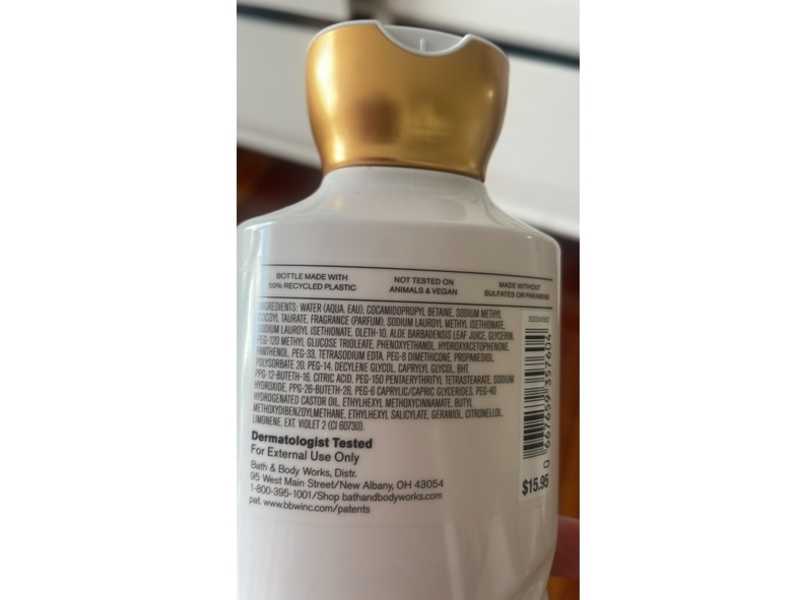 BOTTLE MADE WITH
50% RECYCLED PLASTIC
NOT TESTED ON
ANIMALS & VEGAN
MADE WITHOUT
SULFATES OR PARABENS
INGREDIENTS: WATER (AQUA, EAU), COCAMIDOPROPYL BETAINE, SODIUM METHYL
COCOYL TAURATE, FRAGRANCE (PARFUM), SODIUM LAUROYL METHYL ISETHIONATE,
SODIUM LAUROYL ISETHIONATE, OLETH-10, ALOE BARBADENSIS LEAF JUICE, GLYCERIN,
PEG-120 METHYL GLUCOSE TRIOLEATE, PHENOXYETHANOL, HYDROXYACETOPHENONE,
PANTHENOL, PEG-33, TETRASODIUM EDTA, PEG-8 DIMETHICONE, PROPANEDIOL,
POLYSORBATE 20, PEG-14, DECYLENE GLYCOL, CAPRYLYL GLYCOL, BHT,
PPG-12-BUTETH-16, CITRIC ACID, PEG-150 PENTAERYTHRITYL TETRASTEARATE, SODIUM
HYDROXIDE, PPG-26-BUTETH-26, PEG-6 CAPRYLIC/CAPRIC GLYCERIDES, PEG-40
HYDROGENATED CASTOR OIL, ETHYLHEXYL METHOXYCINNAMATE, BUTYL
METHOXYDIBENZOYLMETHANE, ETHYLHEXYL SALICYLATE, GERANIOL, CITRONELLOL,
LIMONENE, EXT. VIOLET 2 (CI 60730).
Dermatologist Tested
For External Use Only
Bath & Body Works, Distr.
95 West Main Street/New Albany, OH 43054
1-800-395-1001/Shop bathandbodyworks.com
pat. www.bbwinc.com/patents
0 667659 357604
$15.95